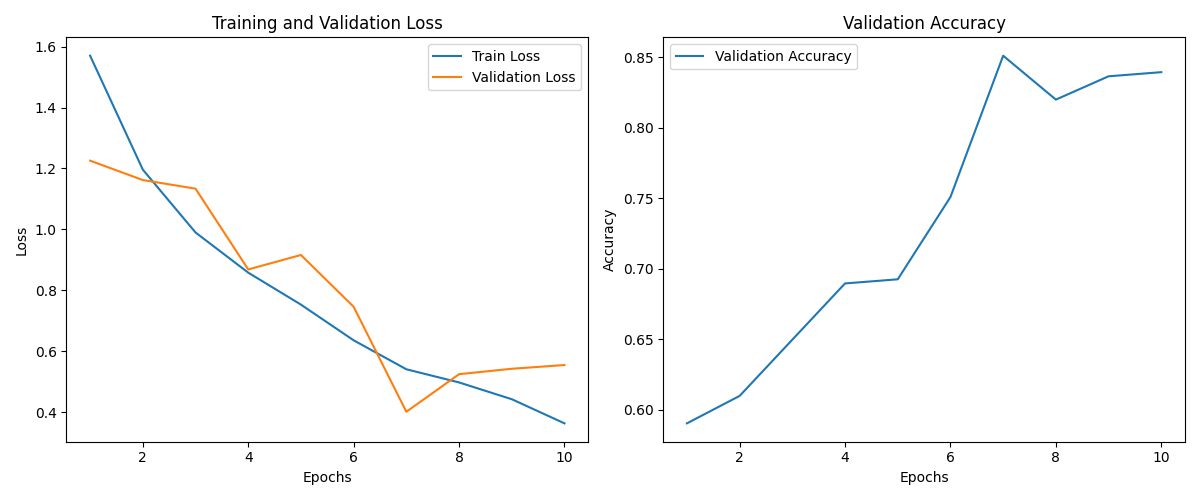 Training and Validation Loss
Train Loss
Validation Loss
1.6
1.4
1.2
1.0
0.8
0.6
0.4
Loss
2 4 6 8 10
Epochs
Validation Accuracy
Validation Accuracy
0.85
0.80
0.75
0.70
0.65
0.60
Accuracy
2 4 6 8 10
Epochs